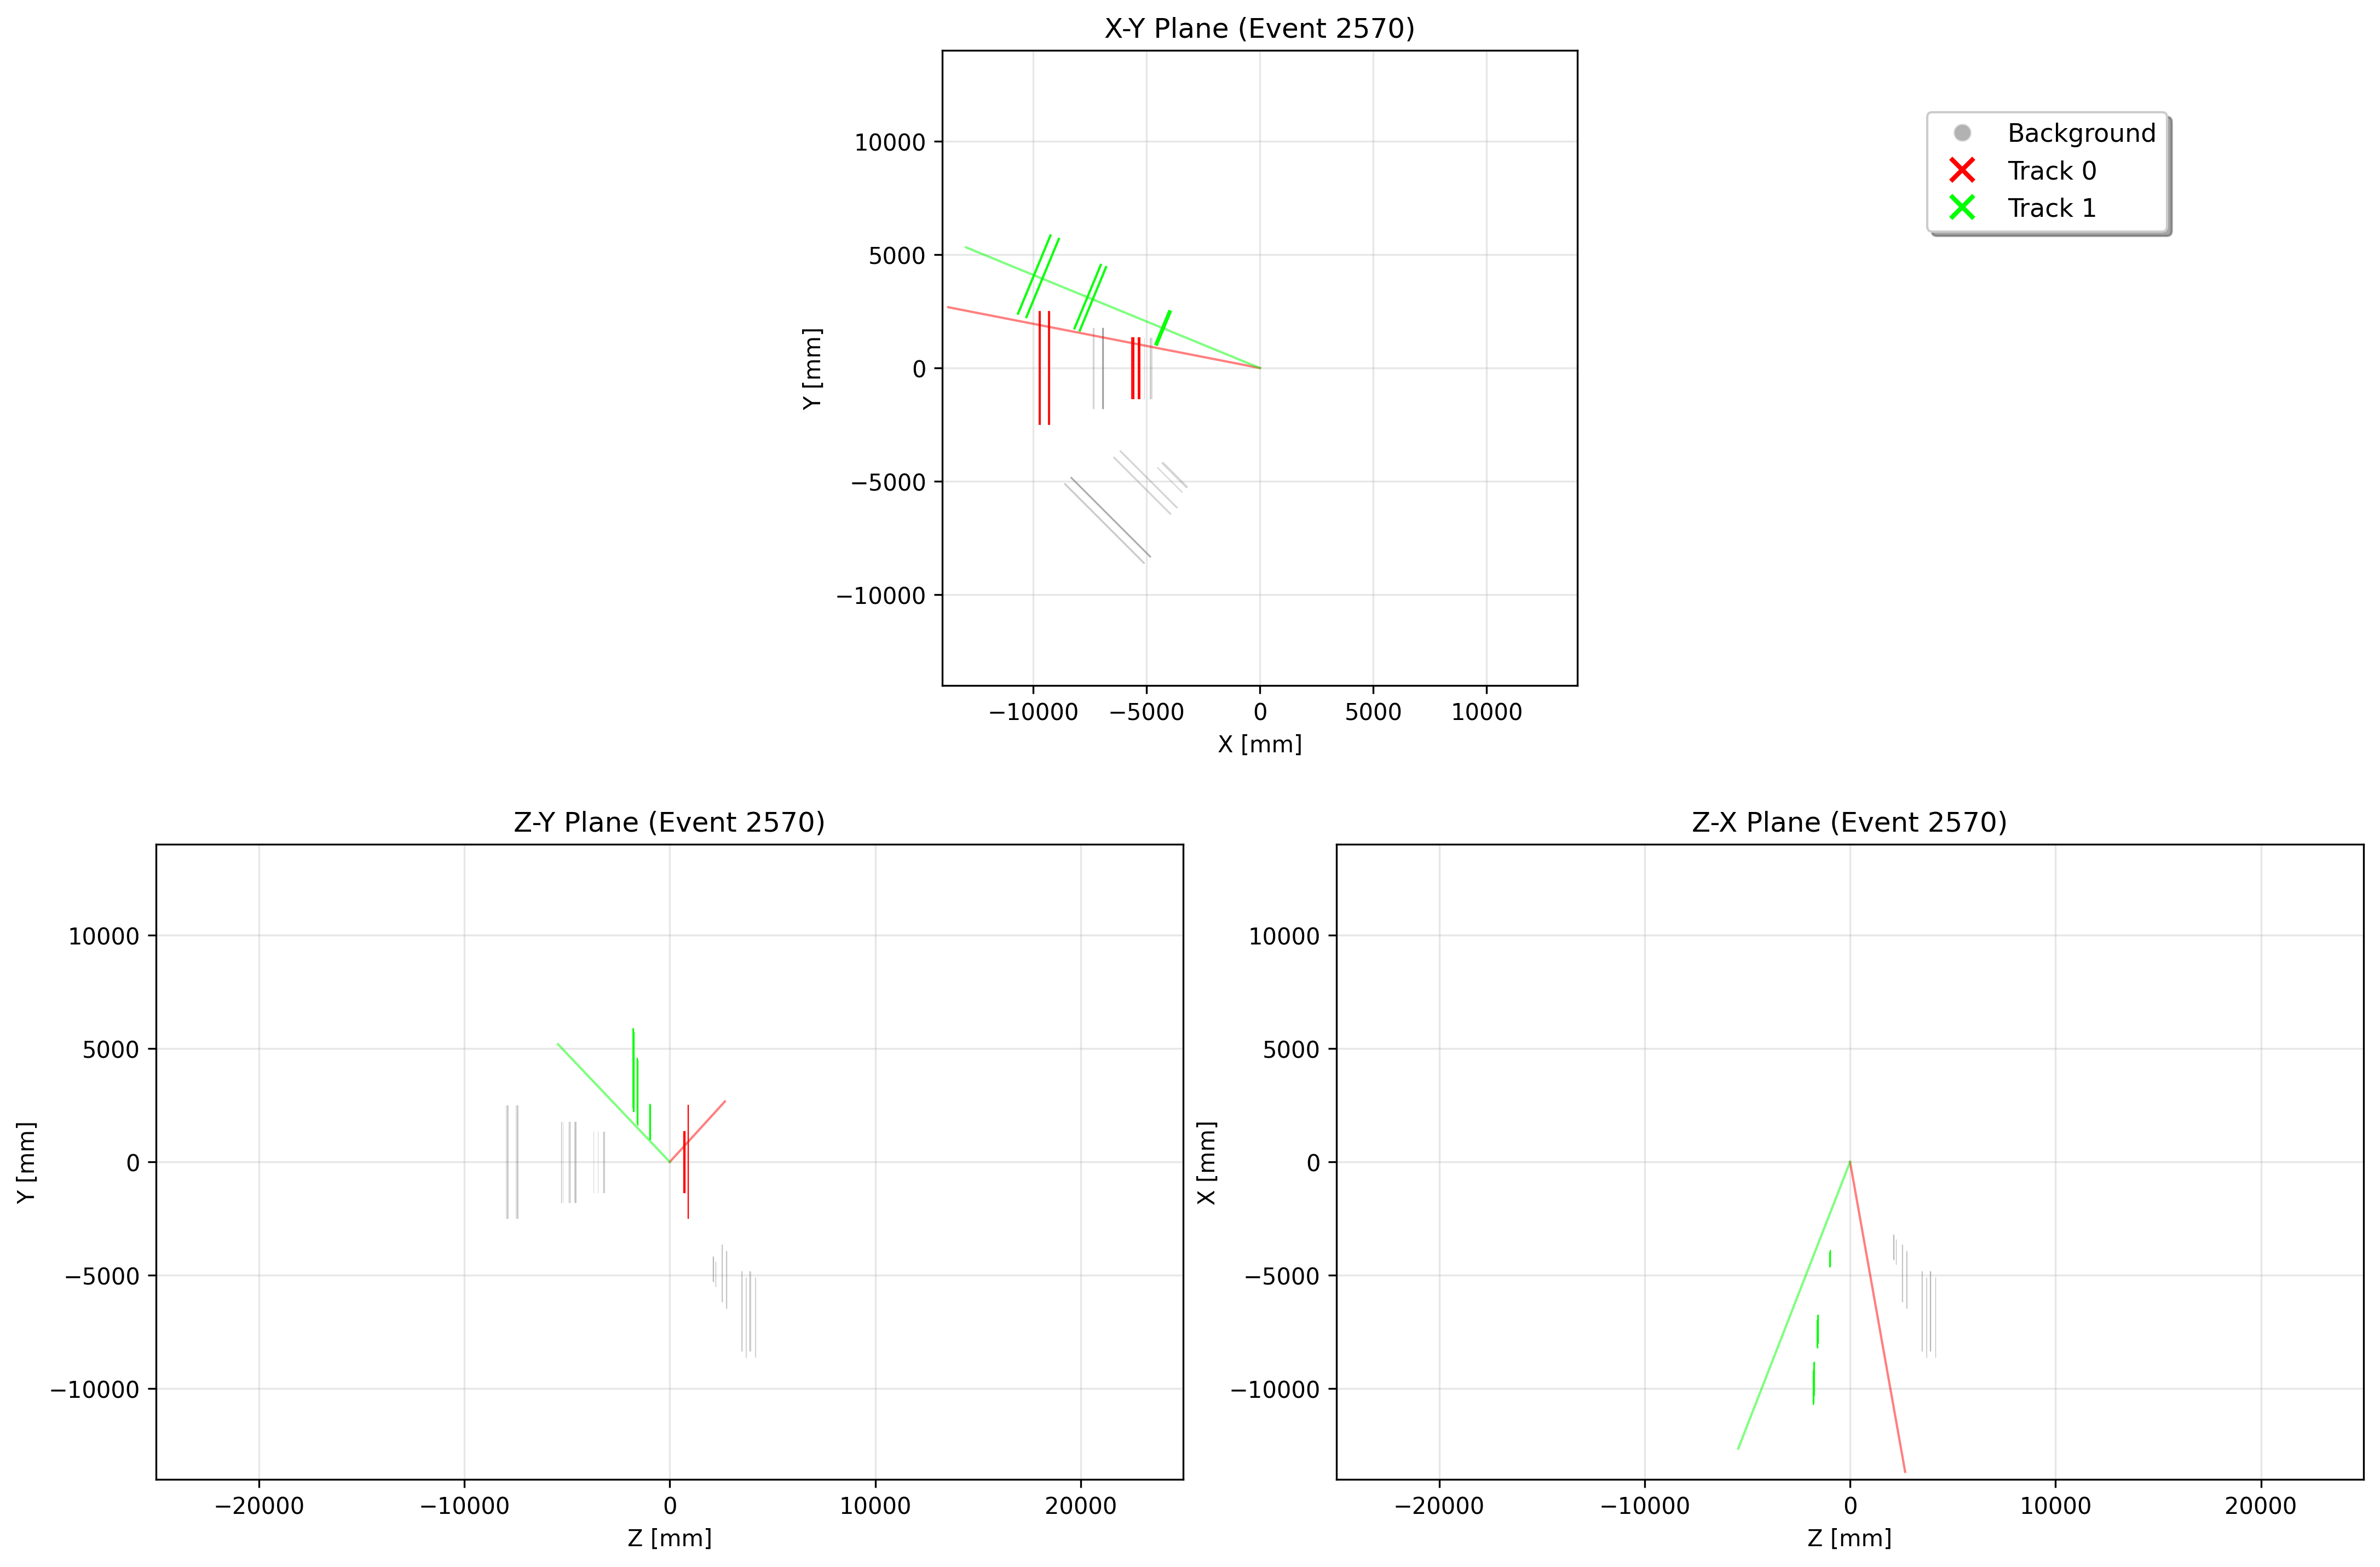 X-Y Plane (Event 2570)
10000
5000
0
−5000
−10000
Y [mm]
−10000 −5000 0 5000 10000
X [mm]
Background
Track 0
Track 1
Z-Y Plane (Event 2570)
10000
5000
0
−5000
−10000
Y [mm]
−20000 −10000 0 10000 20000
Z [mm]
Z-X Plane (Event 2570)
10000
5000
0
−5000
−10000
X [mm]
−20000 −10000 0 10000 20000
Z [mm]